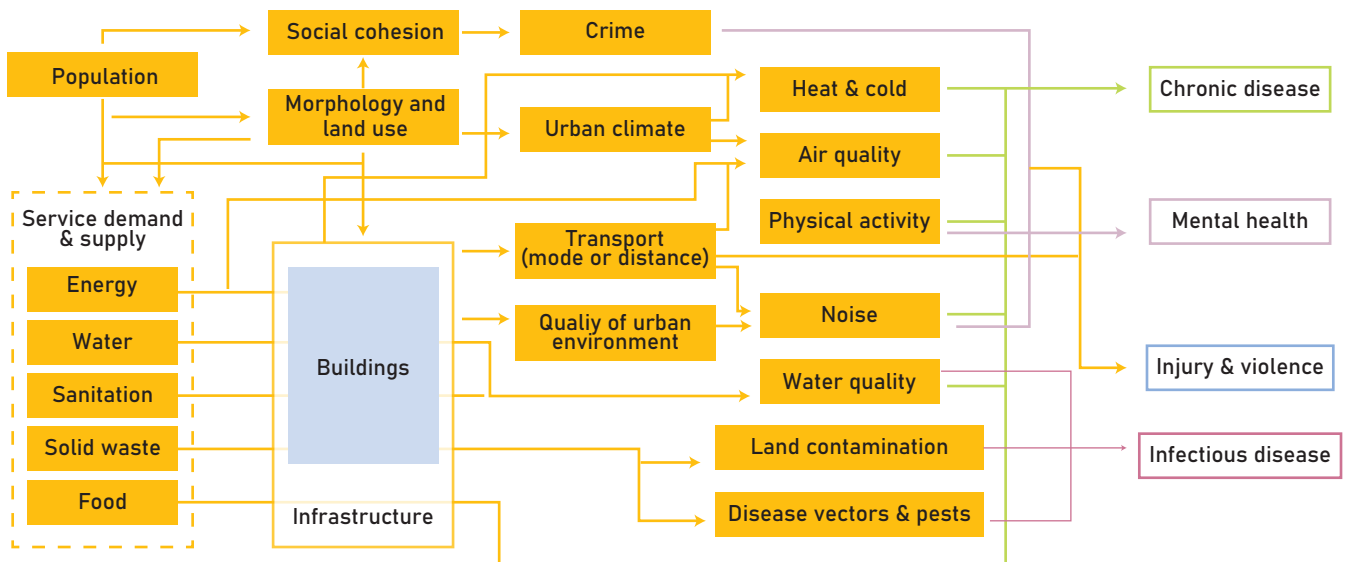 Population
Social cohesion
Crime
Morphology and
land use
Urban climate
Heat & cold
Air quality
Physical activity
Chronic disease
Mental health
Service demand
& supply
Energy
Water
Sanitation
Solid waste
Food
Buildings
Infrastructure
Transport
(mode or distance)
Qualiy of urban
environment
Noise
Water quality
Land contamination
Disease vectors & pests
Injury & violence
Infectious disease